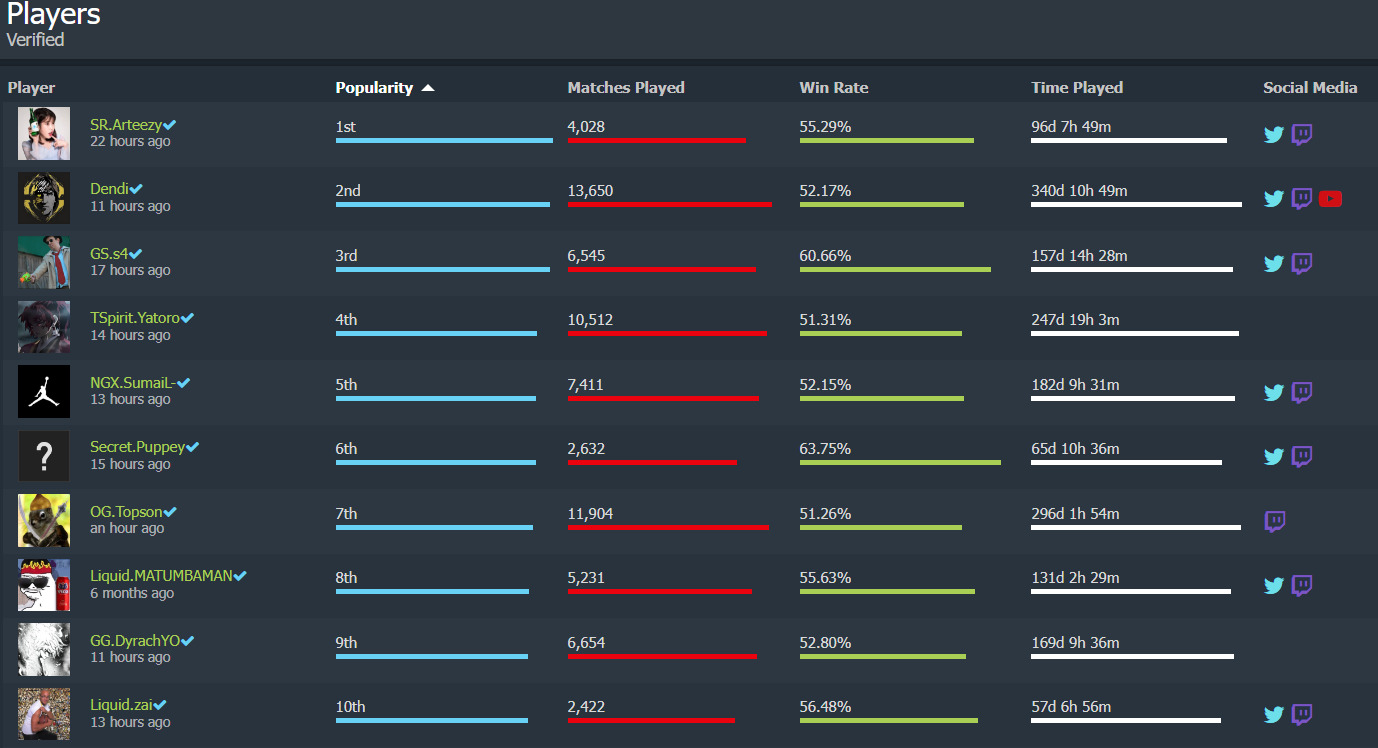 Players
Verified
Player Popularity Matches Played Win Rate Time Played Social Media
SR.Arteezy 1st 4,028 55.29% 96d 7h 49m
22 hours ago
Dendi 2nd 13,650 52.17% 340d 10h 49m
11 hours ago
GS.s4 3rd 6,545 60.66% 157d 14h 28m
17 hours ago
TSpirit.Yatoro 4th 10,512 51.31% 247d 19h 3m
14 hours ago
NGX.SumaiL- 5th 7,411 52.15% 182d 9h 31m
13 hours ago
?
Secret.Puppey 6th 2,632 63.75% 65d 10h 36m
15 hours ago
OG.Topson 7th 11,904 51.26% 296d 1h 54m
an hour ago
Liquid.MATUMBAMAN 8th 5,231 55.63% 131d 2h 29m
6 months ago
GG.DyrachYO 9th 6,654 52.80% 169d 9h 36m
11 hours ago
Liquid.zai 10th 2,422 56.48% 57d 6h 56m
13 hours ago